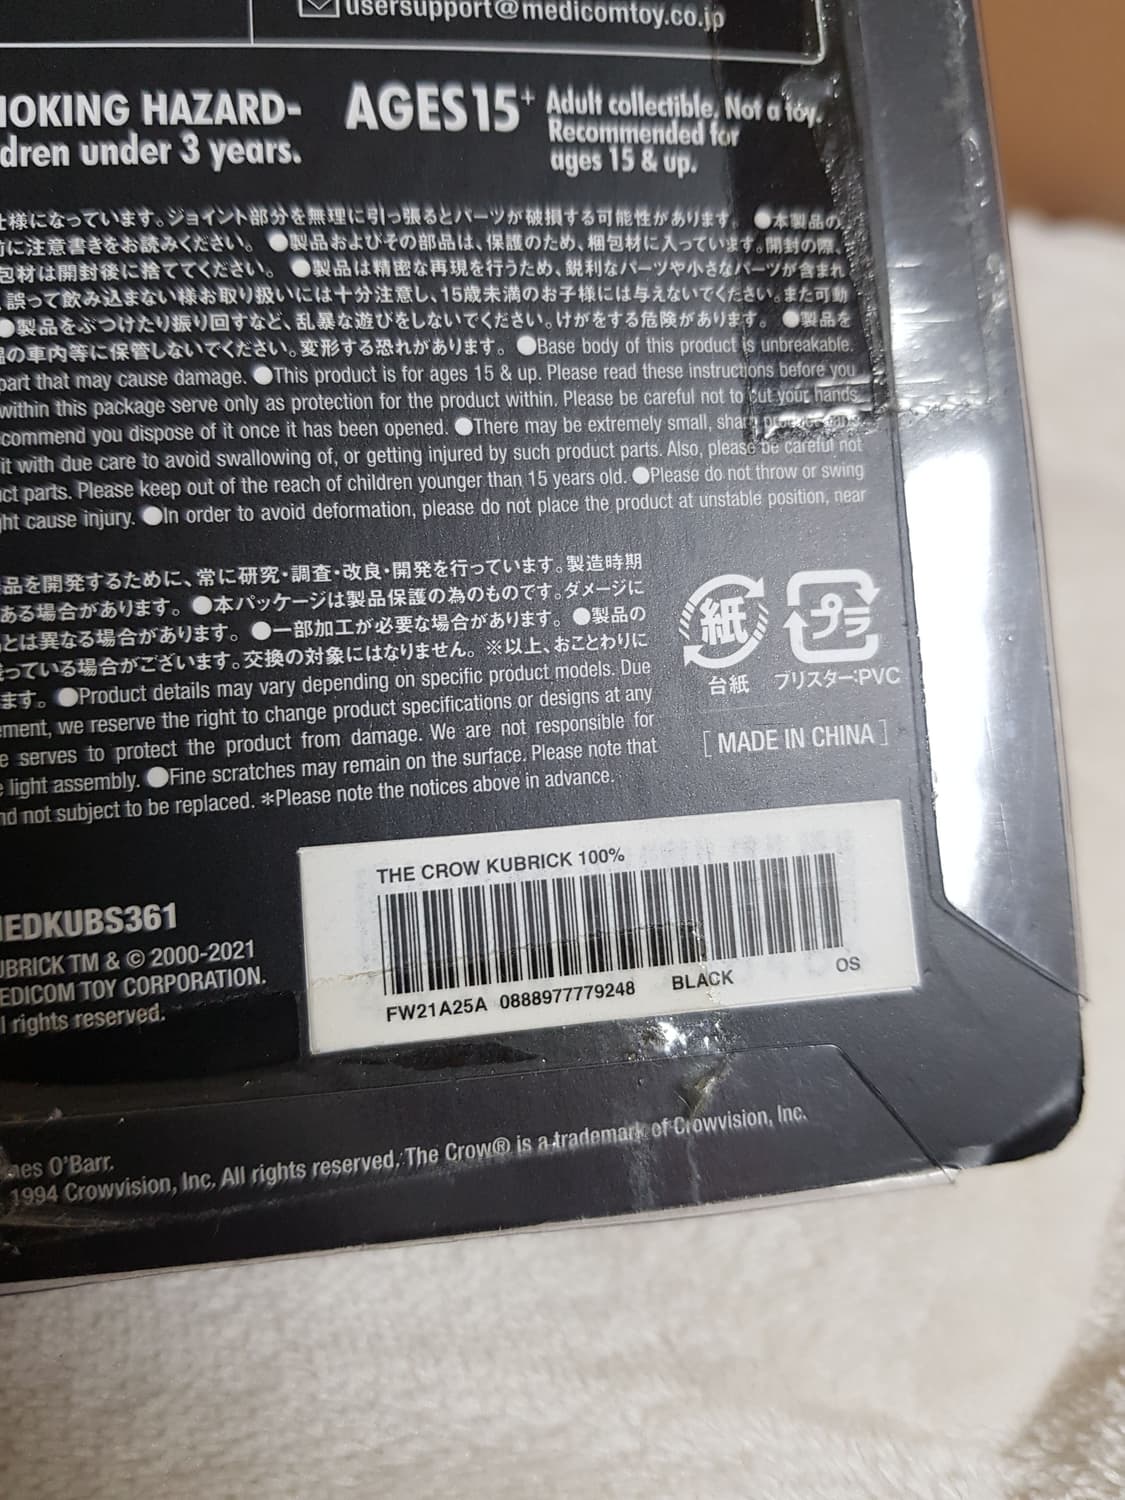 usersupport@medicomtoy.co.jp
HOKING HAZARD-
dren under 3 years.
AGES 15+
Adult collectible, Not a toy.
Recommended for
ages 15 & up.
仕様になっています。ジョイント部分を無理に引っ張るとパーツが破損する可能性があります。 ●本製品の
前に注意書きをお読みください。 ●製品およびその部品は、保護のため、梱包材に入っています。開封の際、
包材は開封後に捨ててください。 ●製品は精密な再現を行うため、鋭利なパーツや小さなパーツが含まれ
誤って飲み込まない様お取り扱いには十分注意し、15歳未満のお子様には与えないでください。また可動
●製品をぶつけたり振り回すなど、乱暴な遊びをしないでください。けがをする危険があります。 ●製品を
の車内等に保管しないでください。変形する恐れがあります。 ●Base body of this product is unbreakable.
part that may cause damage. ●This product is for ages 15 & up. Please read these instructions before you
within this package serve only as protection for the product within. Please be careful not to cut your hands
commend you dispose of it once it has been opened. ●There may be extremely small, sharp
it with due care to avoid swallowing of, or getting injured by such product parts. Also, please be careful not
ct parts. Please keep out of the reach of children younger than 15 years old. ●Please do not throw or swing
ht cause injury. ●In order to avoid deformation, please do not place the product at unstable position, near
品を開発するために、常に研究・調査・改良・開発を行っています。製造時期
ある場合があります。 ●本パッケージは製品保護の為のものです。ダメージに
とは異なる場合があります。 ●一部加工が必要な場合があります。 ●製品の
っている場合がございます。交換の対象にはなりません。 ※以上、おことわりに
ます。 ●Product details may vary depending on specific product models. Due
ement, we reserve the right to change product specifications or designs at any
e serves to protect the product from damage. We are not responsible for
e light assembly. ●Fine scratches may remain on the surface. Please note that
nd not subject to be replaced. *Please note the notices above in advance.
紙
プラ
台紙
ブリスター:PVC
[ MADE IN CHINA ]
THE CROW KUBRICK 100%
FW21A25A 0888977779248 BLACK OS
MEDKUBS361
UBRICK TM & © 2000-2021
EDICOM TOY CORPORATION.
l rights reserved.
mes O'Barr.
1994 Crowvision, Inc. All rights reserved. The Crow® is a trademark of Crowvision, Inc.